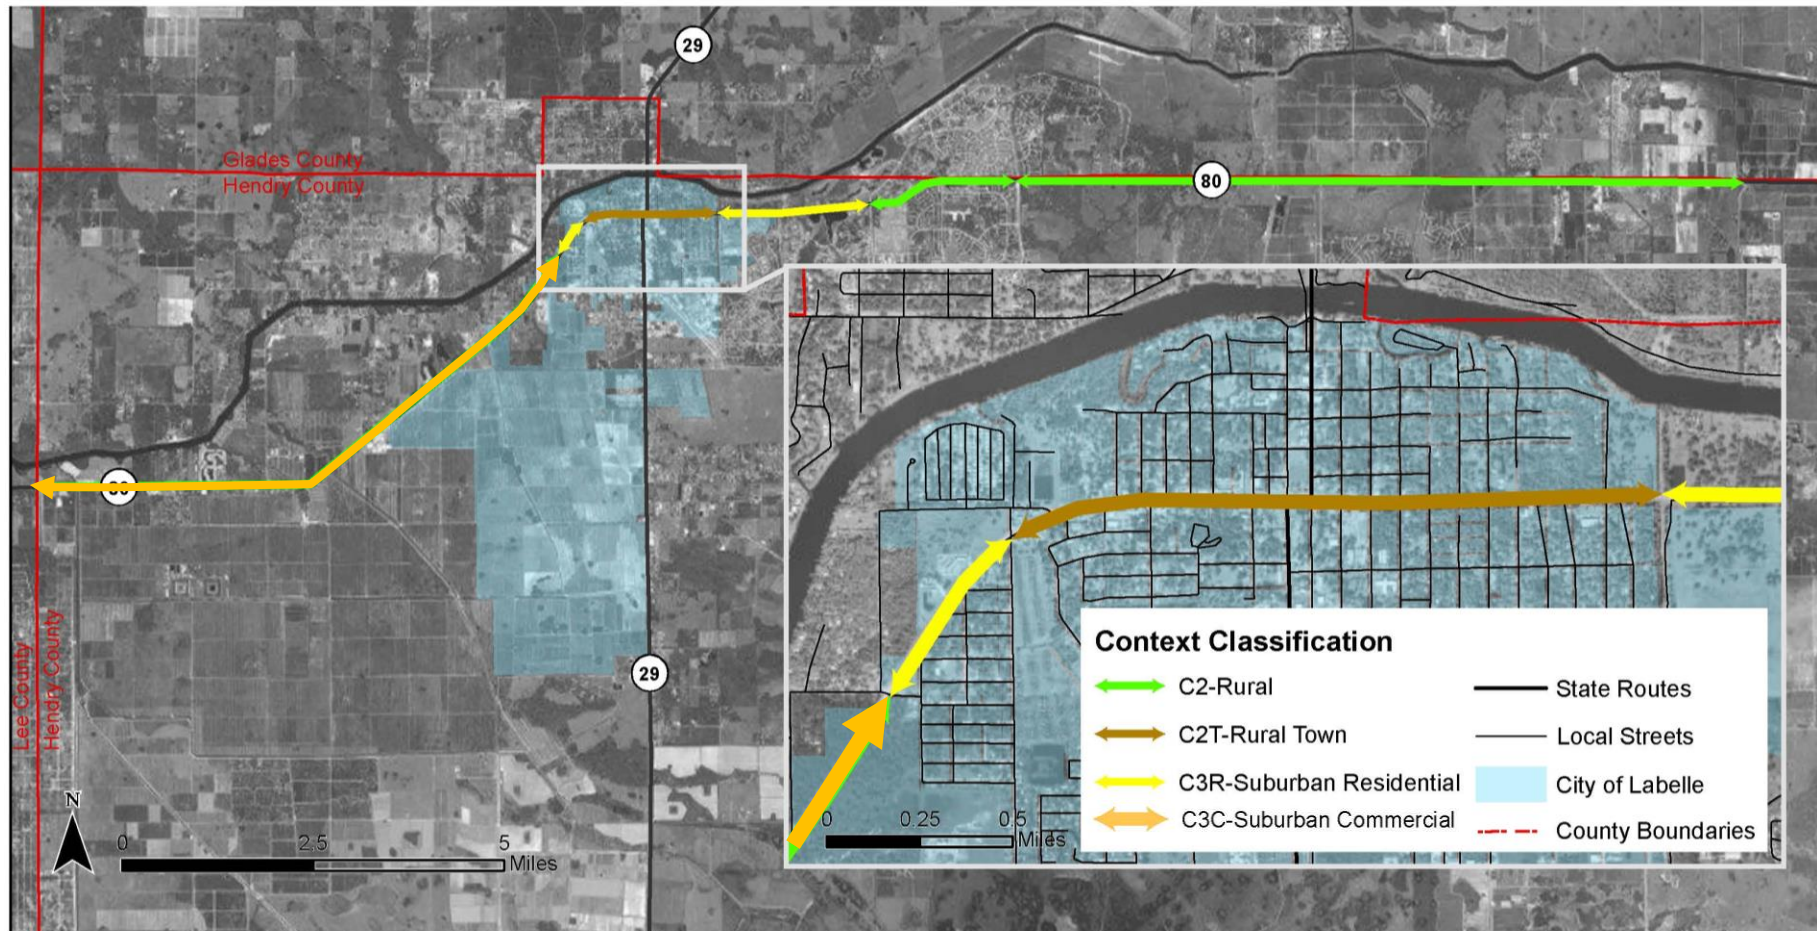 29
Glades County
Hendry County
80
Lee County
Hendry County
29
N
0 2.5 5
Miles
0 0.25 0.5
Miles
Context Classification
C2-Rural
C2T-Rural Town
C3R-Suburban Residential
C3C-Suburban Commercial
State Routes
Local Streets
City of Labelle
County Boundaries